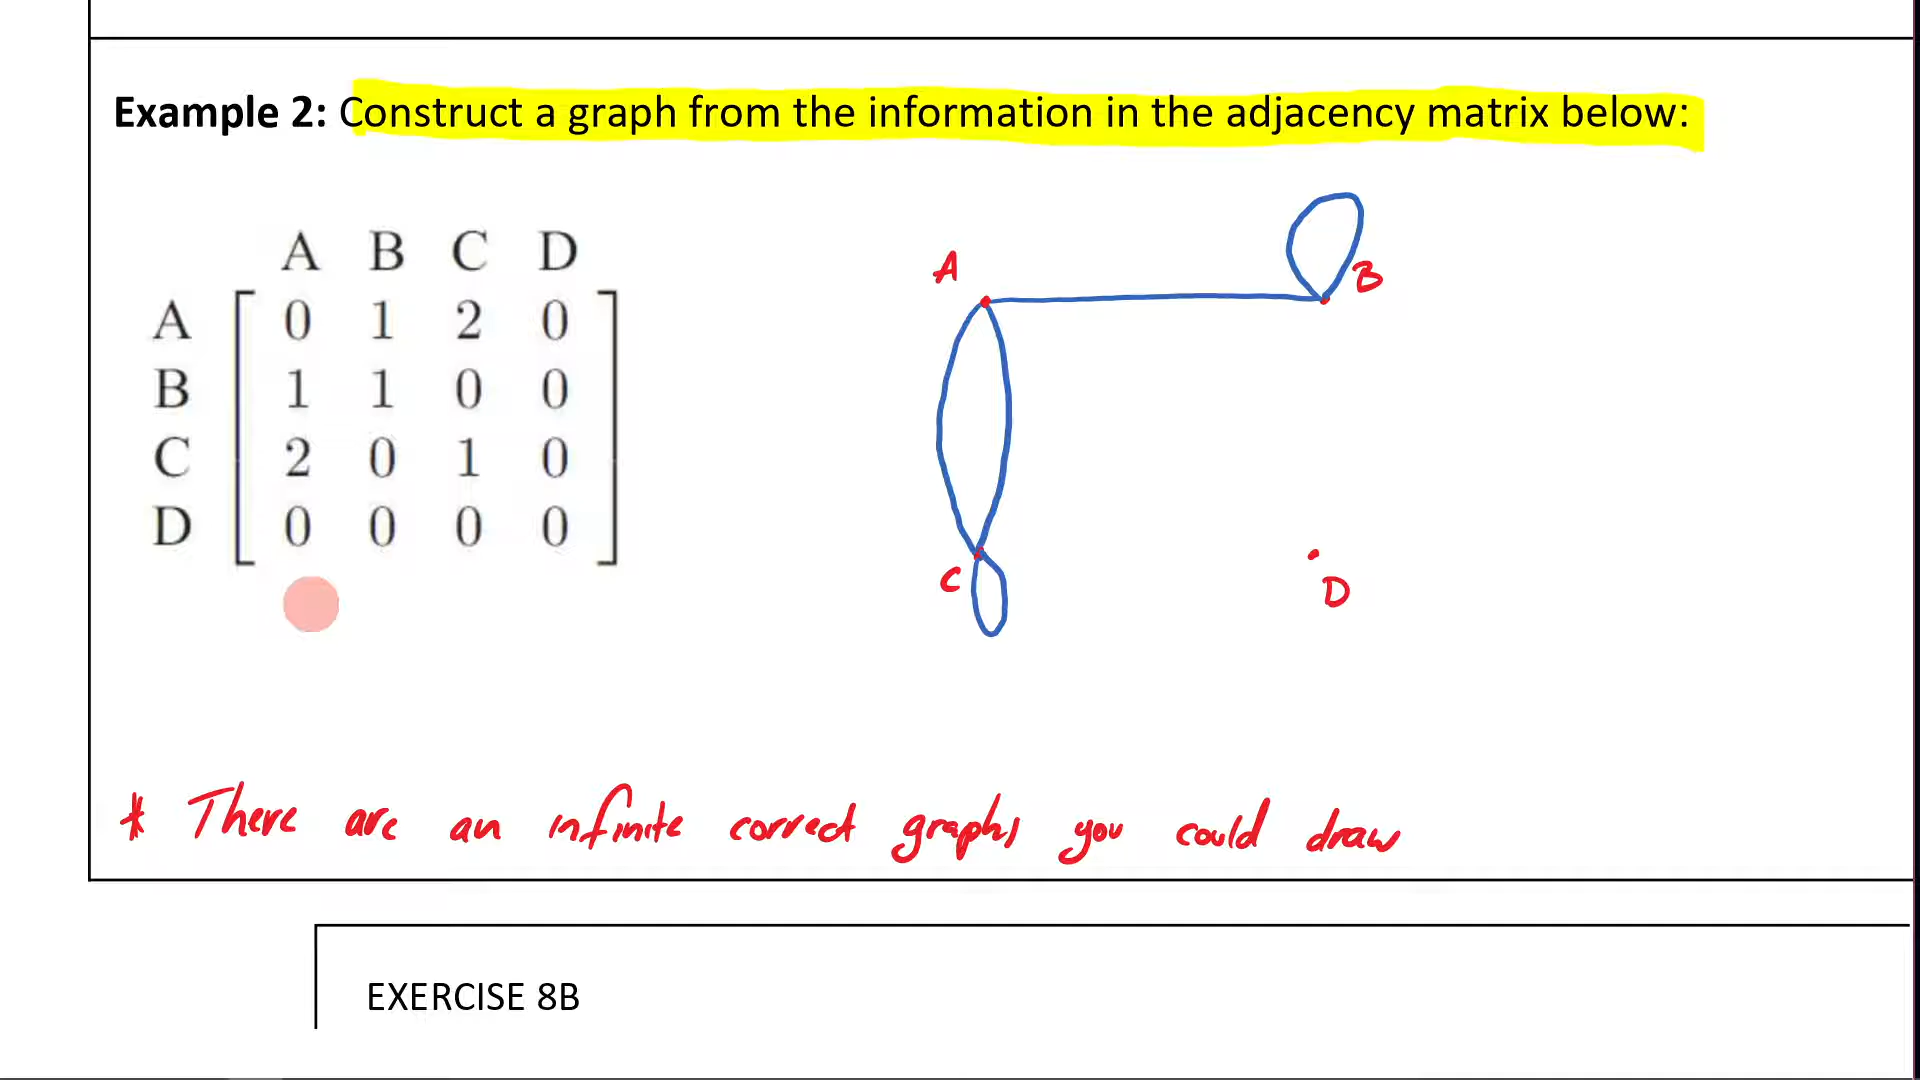 Example 2: Construct a graph from the information in the adjacency matrix below:
A B C D
A 0 1 2 0
B 1 1 0 0
C 2 0 1 0
D 0 0 0 0
A B
C D
* There are an infinite correct graphs you could draw
EXERCISE 8B